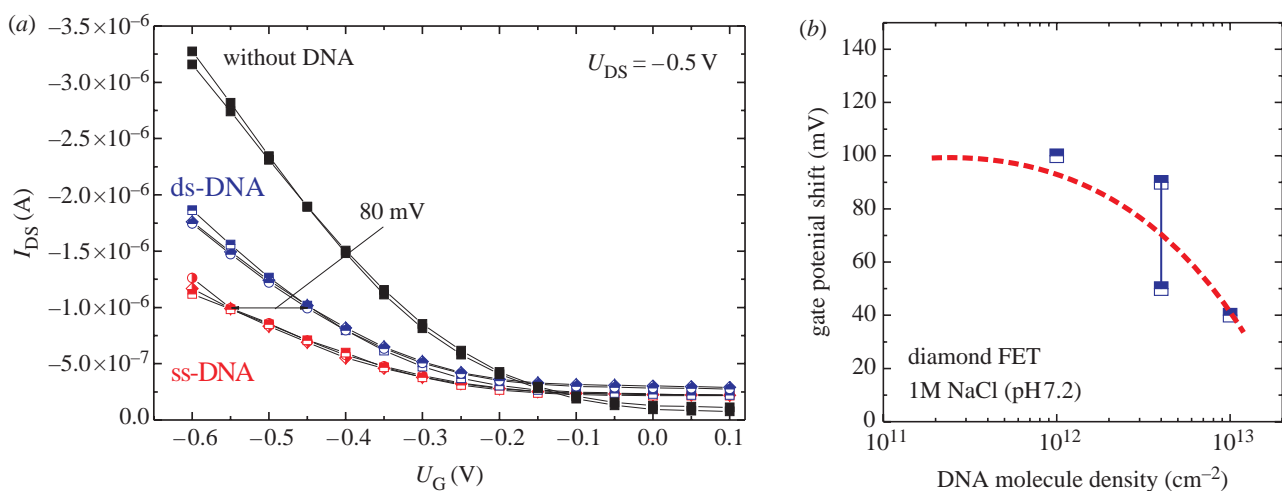 (a)
−3.5×10⁻⁶
−3.0×10⁻⁶
−2.5×10⁻⁶
−2.0×10⁻⁶
−1.5×10⁻⁶
−1.0×10⁻⁶
−5.0×10⁻⁷
0.0
I_DS (A)
without DNA
U_DS = −0.5 V
ds-DNA
80 mV
ss-DNA
−0.6 −0.5 −0.4 −0.3 −0.2 −0.1 0.0 0.1
U_G (V)
(b)
140
120
100
80
60
40
20
0
gate potential shift (mV)
diamond FET
1M NaCl (pH 7.2)
10¹¹ 10¹² 10¹³
DNA molecule density (cm⁻²)